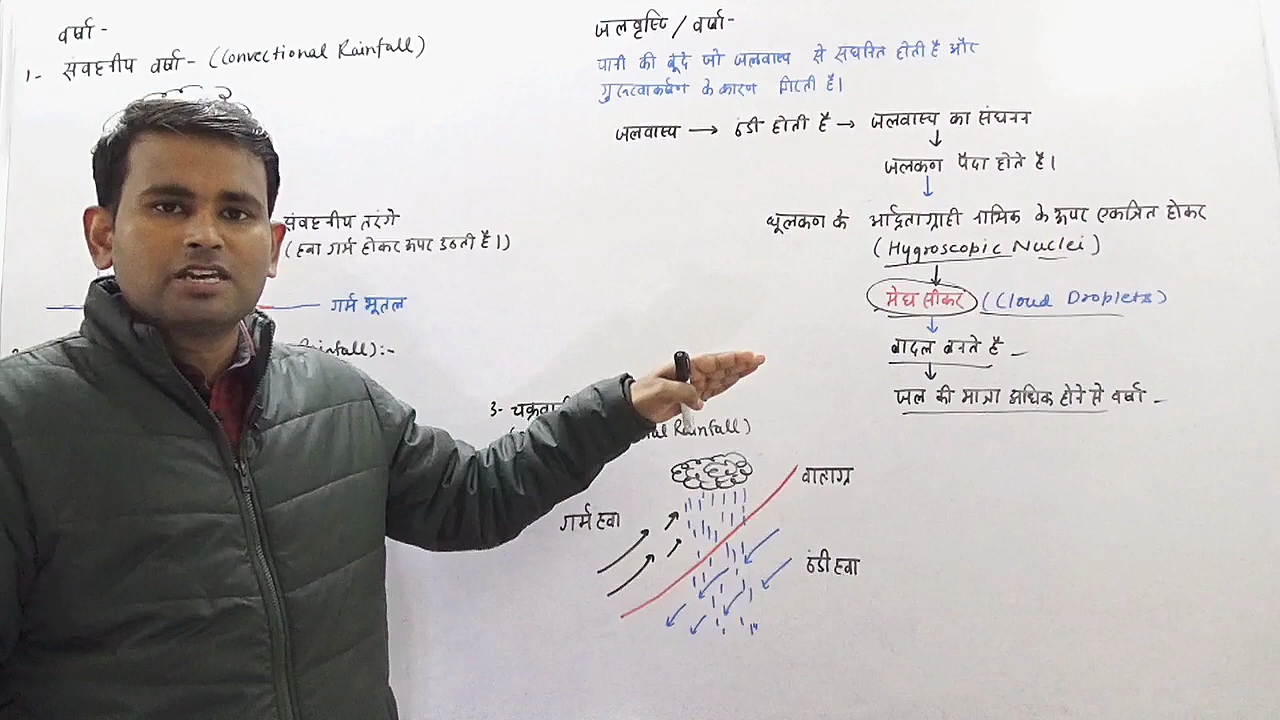 वर्षा -
1- संवहनीय वर्षा - (Convectional Rainfall)
संवहनीय तरंगे
(हवा गर्म होकर ऊपर उठती है।)
गर्म भूतल
infall):-
3- चक्रवा
nal Rainfall)
गर्म हवा
वाताग्र
ठंडी हवा
जलवृष्टि / वर्षा -
पानी की बूंदे जो जलवाष्प से संघनित होती है और
गुरुत्वाकर्षण के कारण गिरती है।
जलवाष्प → ठंडी होती है → जलवाष्प का संघनन
↓
जलकण पैदा होते है।
↓
धूलकण के आर्द्रताग्राही नाभिक के ऊपर एकत्रित होकर
(Hygroscopic Nuclei)
↓
मेघ सीकर (Cloud Droplets)
↓
बादल बनते है -
↓
जल की मात्रा अधिक होने से वर्षा -